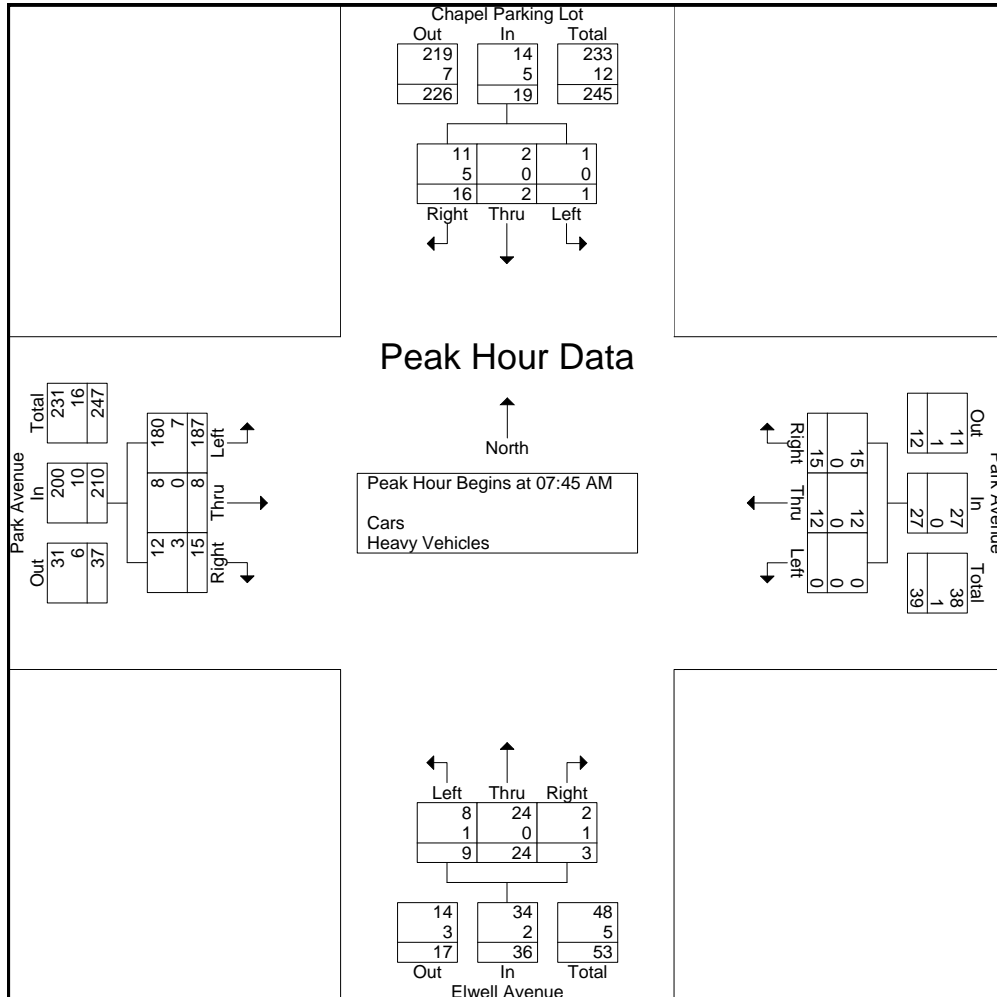 Chapel Parking Lot
Out In Total
219 14 233
7 5 12
226 19 245
11 2 1
5 0 0
16 2 1
Right Thru Left
Peak Hour Data
North
Peak Hour Begins at 07:45 AM
Cars
Heavy Vehicles
Park Avenue
Out In Total
31 200 231
6 10 16
37 210 247
Left Thru Right
180 8 12
7 0 3
187 8 15
Park Avenue
Out In Total
11 27 38
1 0 1
12 27 39
Right Thru Left
15 12 0
0 0 0
15 12 0
Left Thru Right
8 24 2
1 0 1
9 24 3
14 34 48
3 2 5
17 36 53
Out In Total
Elwell Avenue